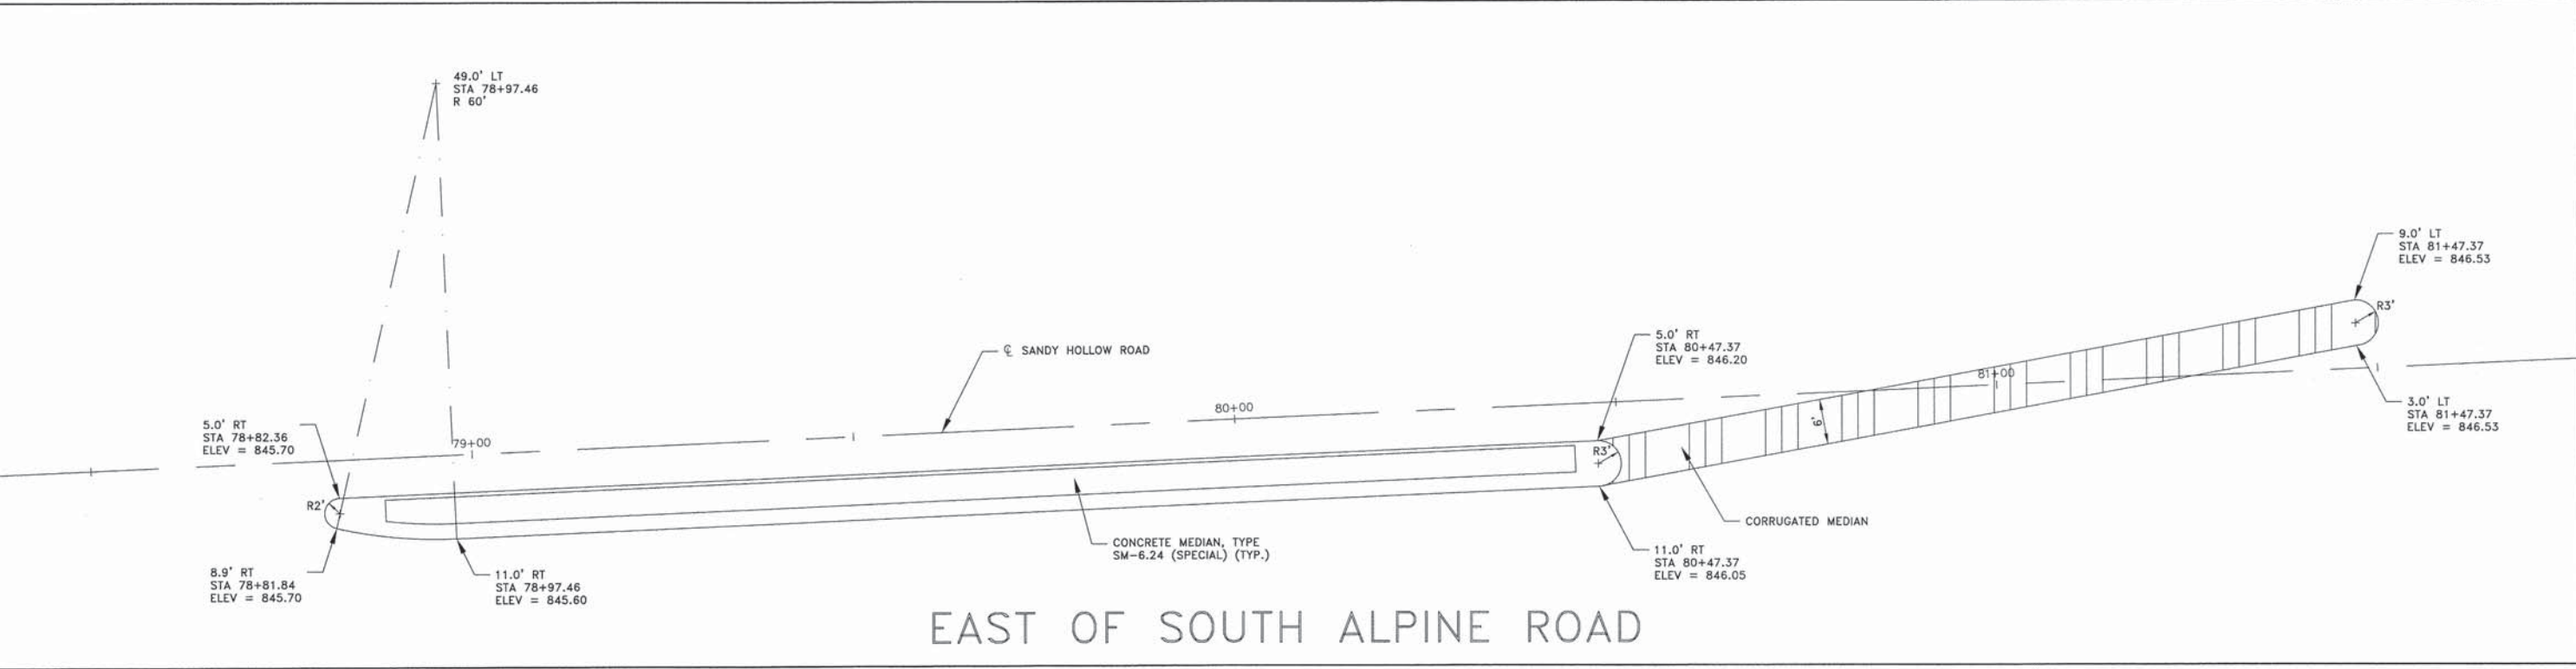 49.0' LT
STA 78+97.46
R 60'
9.0' LT
STA 81+47.37
ELEV = 846.53
R3'
5.0' RT
STA 80+47.37
ELEV = 846.20
℄ SANDY HOLLOW ROAD
81+00
80+00
3.0' LT
STA 81+47.37
ELEV = 846.53
6'
5.0' RT
STA 78+82.36
ELEV = 845.70
79+00
R3'
R2'
CORRUGATED MEDIAN
CONCRETE MEDIAN, TYPE
SM-6.24 (SPECIAL) (TYP.)
11.0' RT
STA 80+47.37
ELEV = 846.05
8.9' RT
STA 78+81.84
ELEV = 845.70
11.0' RT
STA 78+97.46
ELEV = 845.60
EAST OF SOUTH ALPINE ROAD